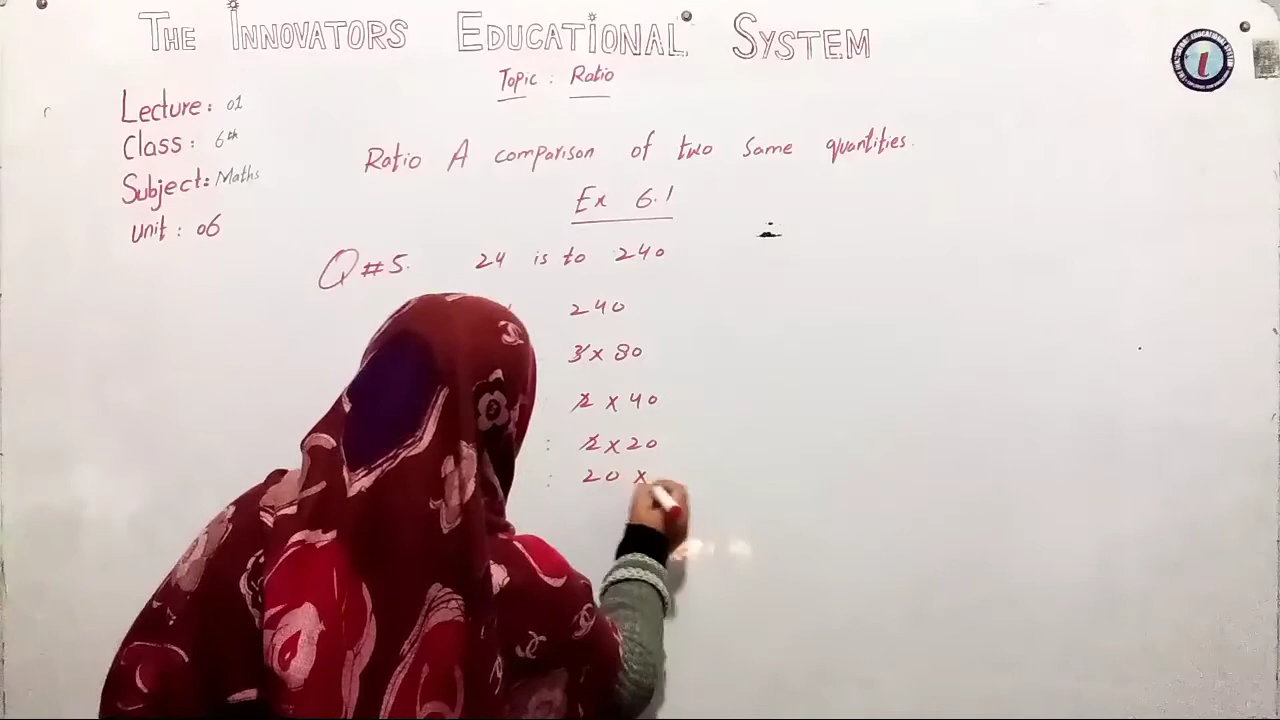 THE INNOVATORS EDUCATIONAL SYSTEM
Topic : Ratio
Lecture: 01
Class: 6th
Subject: Maths
Unit: 06
Ratio A comparison of two same quantities.
Ex 6.1
Q#5. 24 is to 240
240
3 x 80
2 x 40
: 2 x 20
: 20 x